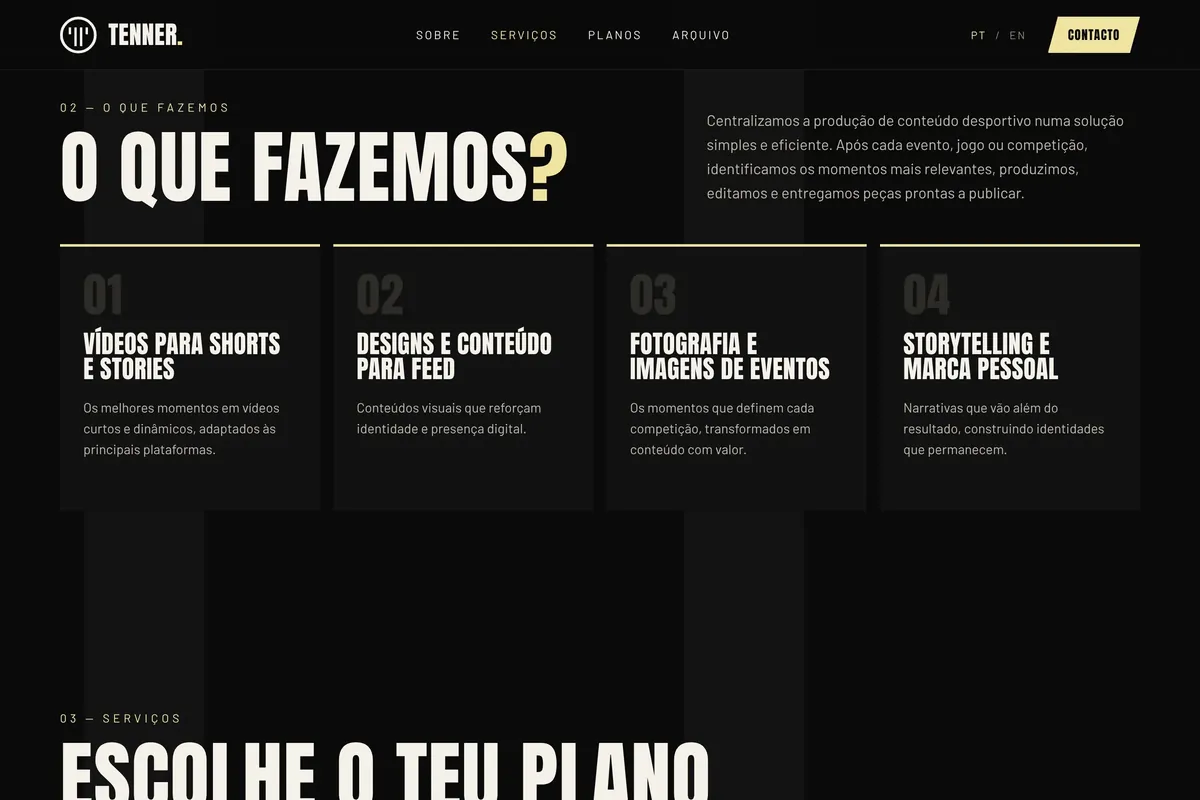 TENNER.
SOBRE
SERVIÇOS
PLANOS
ARQUIVO
PT / EN
CONTACTO
02 — O QUE FAZEMOS
O QUE FAZEMOS?
Centralizamos a produção de conteúdo desportivo numa solução
simples e eficiente. Após cada evento, jogo ou competição,
identificamos os momentos mais relevantes, produzimos,
editamos e entregamos peças prontas a publicar.
01
VÍDEOS PARA SHORTS
E STORIES
Os melhores momentos em vídeos
curtos e dinâmicos, adaptados às
principais plataformas.
02
DESIGNS E CONTEÚDO
PARA FEED
Conteúdos visuais que reforçam
identidade e presença digital.
03
FOTOGRAFIA E
IMAGENS DE EVENTOS
Os momentos que definem cada
competição, transformados em
conteúdo com valor.
04
STORYTELLING E
MARCA PESSOAL
Narrativas que vão além do
resultado, construindo identidades
que permanecem.
03 — SERVIÇOS
ESCOLHE O TEU PLANO